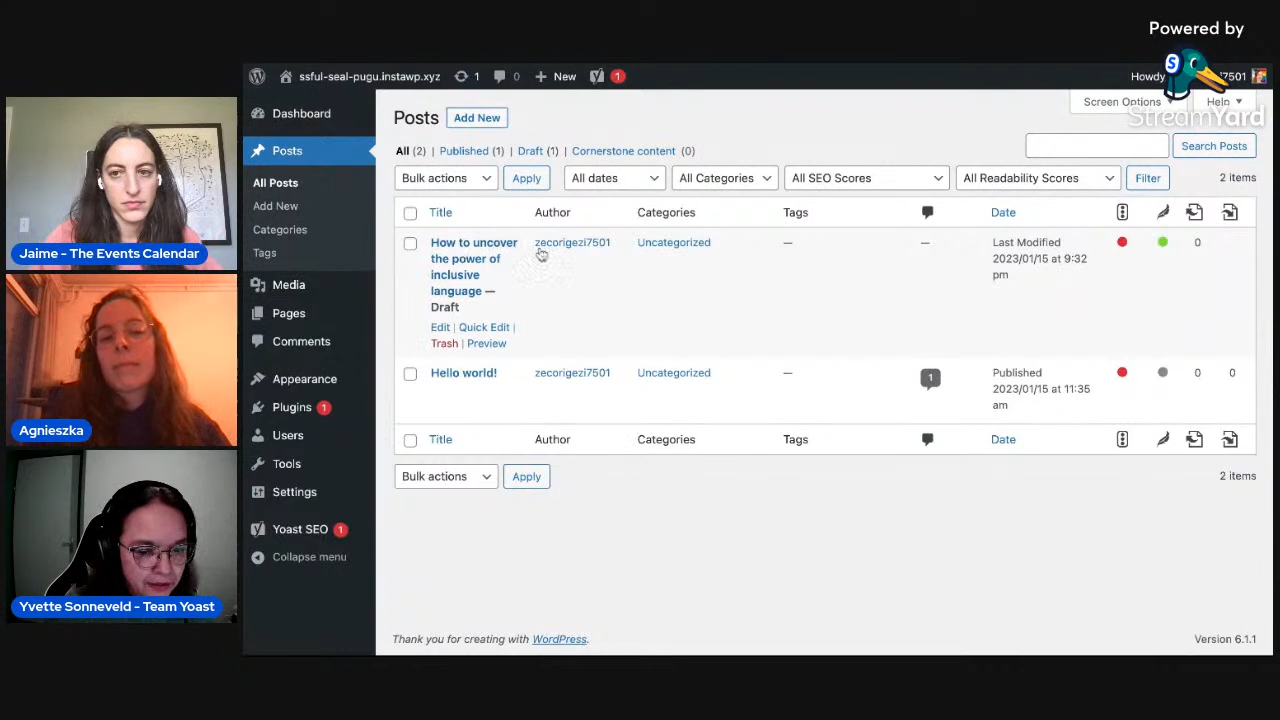 Powered by
StreamYard
ssful-seal-pugu.instawp.xyz 1 0 New 1 Howdy i7501
Screen Options Help
Jaime - The Events Calendar
Agnieszka
Yvette Sonneveld - Team Yoast
Dashboard
Posts
All Posts
Add New
Categories
Tags
Media
Pages
Comments
Appearance
Plugins 1
Users
Tools
Settings
Yoast SEO 1
Collapse menu
Posts Add New
All (2) | Published (1) | Draft (1) | Cornerstone content (0)
Search Posts
Bulk actions Apply All dates All Categories All SEO Scores All Readability Scores Filter 2 items
Title Author Categories Tags Date
How to uncover zecorigezi7501 Uncategorized — — Last Modified 0
the power of 2023/01/15 at 9:32
inclusive pm
language —
Draft
Edit | Quick Edit |
Trash | Preview
Hello world! zecorigezi7501 Uncategorized — 1 Published 0 0
2023/01/15 at 11:35
am
Title Author Categories Tags Date
Bulk actions Apply 2 items
Thank you for creating with WordPress. Version 6.1.1